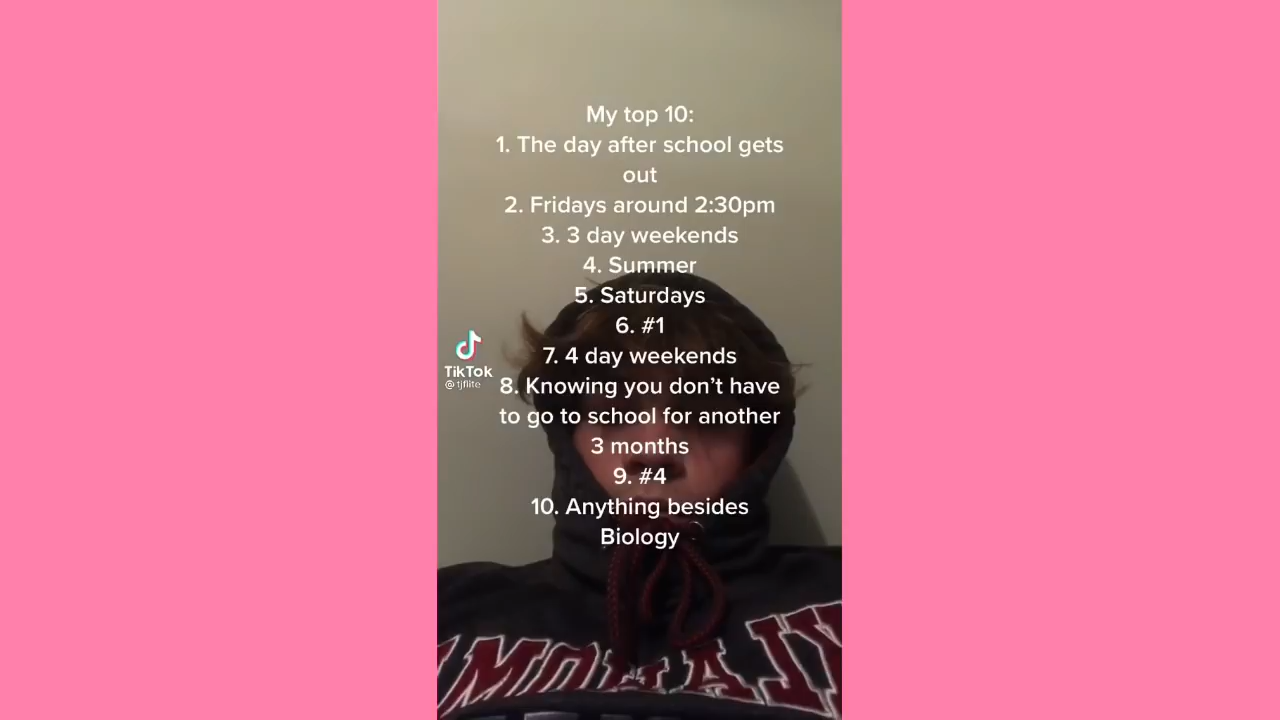 My top 10:
1. The day after school gets
out
2. Fridays around 2:30pm
3. 3 day weekends
4. Summer
5. Saturdays
6. #1
7. 4 day weekends
8. Knowing you don’t have
to go to school for another
3 months
9. #4
10. Anything besides
Biology
TikTok
@tjflite